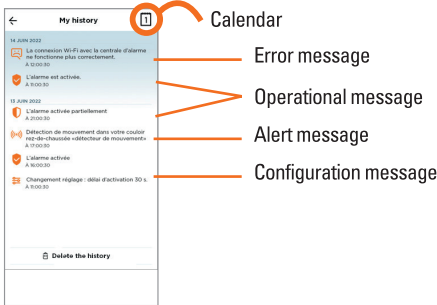 My history
1
Calendar
14 JUIN 2022
La connexion Wi-Fi avec la centrale d'alarme
ne fonctionne plus correctement.
À 12:00:30
Error message
L'alarme est activée.
À 11:00:30
Operational message
13 JUIN 2022
L'alarme activée partiellement
À 21:00:30
Détection de mouvement dans votre couloir
rez-de-chaussée «détecteur de mouvement»
À 17:00:30
Alert message
L'alarme activée
À 16:00:30
Changement réglage : délai d'activation 30 s.
À 11:00:30
Configuration message
Delete the history